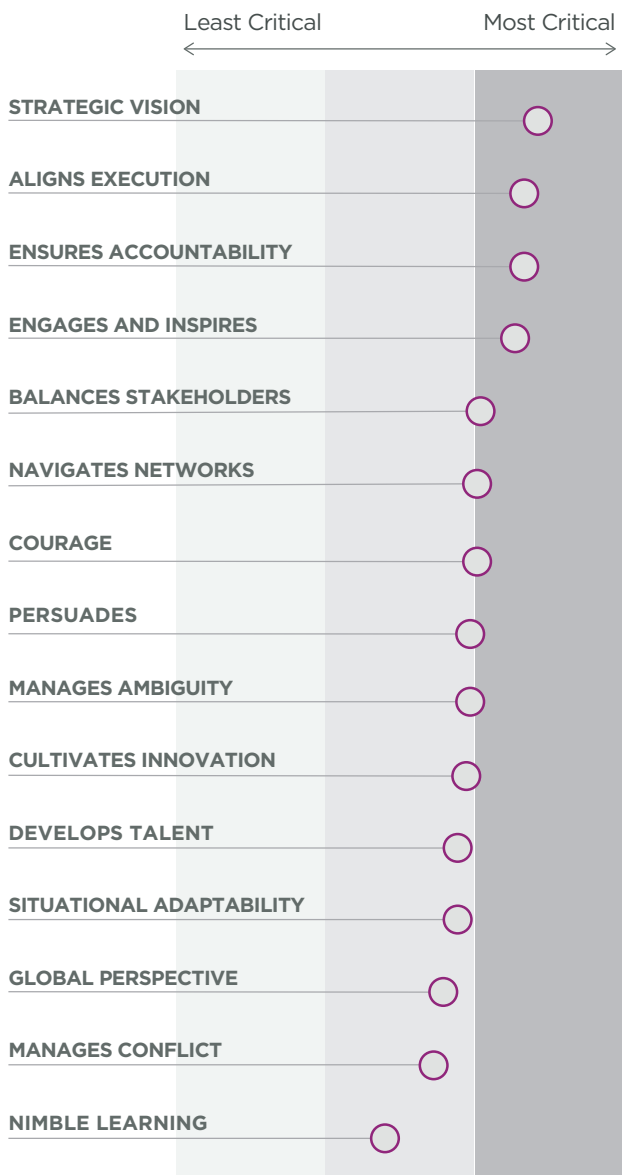 Least Critical Most Critical
STRATEGIC VISION
ALIGNS EXECUTION
ENSURES ACCOUNTABILITY
ENGAGES AND INSPIRES
BALANCES STAKEHOLDERS
NAVIGATES NETWORKS
COURAGE
PERSUADES
MANAGES AMBIGUITY
CULTIVATES INNOVATION
DEVELOPS TALENT
SITUATIONAL ADAPTABILITY
GLOBAL PERSPECTIVE
MANAGES CONFLICT
NIMBLE LEARNING